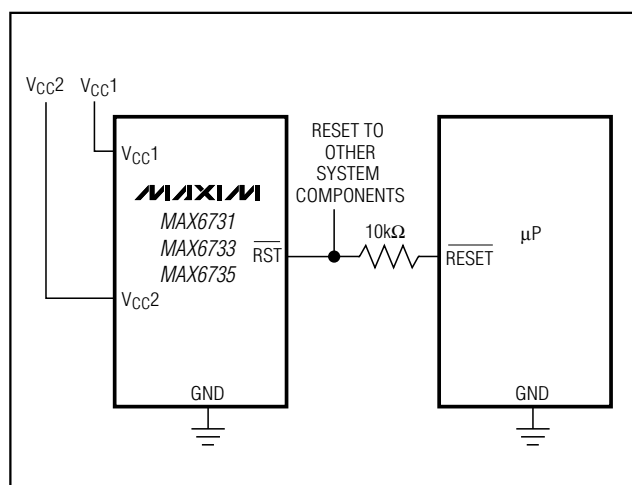 VCC2 VCC1
VCC1
RESET TO
OTHER
SYSTEM
COMPONENTS
MAXIM
MAX6731
MAX6733
MAX6735
RST
10kΩ
RESET
μP
VCC2
GND
GND